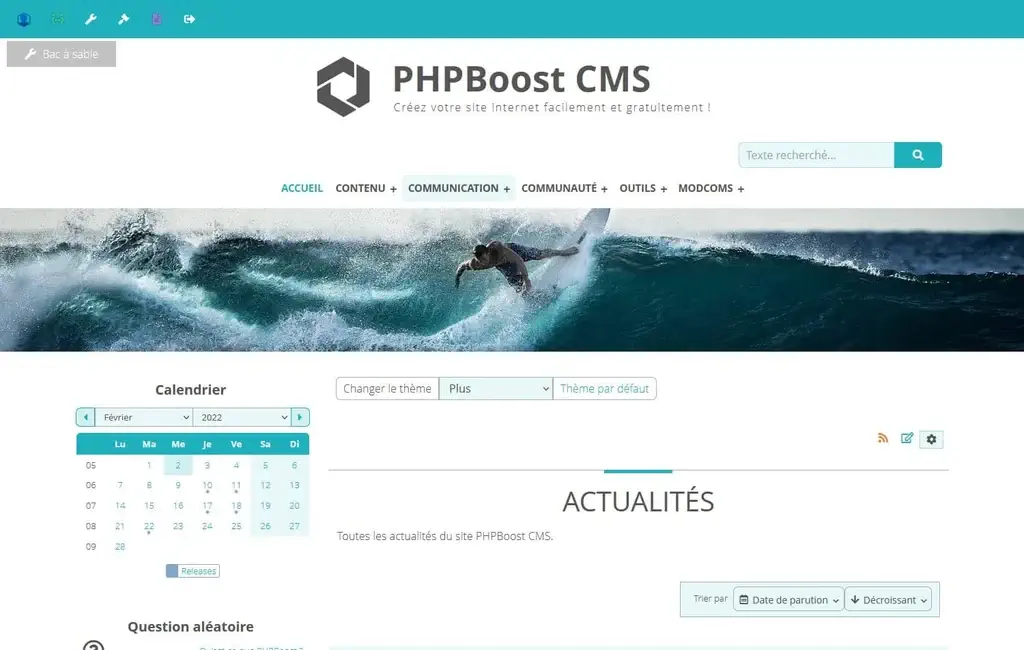 Bac à sable
PHPBoost CMS
Créez votre site Internet facilement et gratuitement !
Texte recherché...
ACCUEIL CONTENU + COMMUNICATION + COMMUNAUTÉ + OUTILS + MODCOMS +
Calendrier
Février 2022
Lu Ma Me Je Ve Sa Di
05 1 2 3 4 5 6
06 7 8 9 10 11 12 13
07 14 15 16 17 18 19 20
08 21 22 23 24 25 26 27
09 28
Releases
Question aléatoire
Changer le thème Plus Thème par défaut
ACTUALITÉS
Toutes les actualités du site PHPBoost CMS.
Trier par Date de parution Décroissant